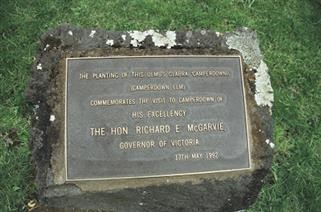 THE PLANTING OF THIS ULMUS GLABRA 'CAMPERDOWNII'
(CAMPERDOWN ELM)
COMMEMORATES THE VISIT TO CAMPERDOWN OF
HIS EXCELLENCY
THE HON. RICHARD E. McGARVIE,
GOVERNOR OF VICTORIA
13TH MAY 1992